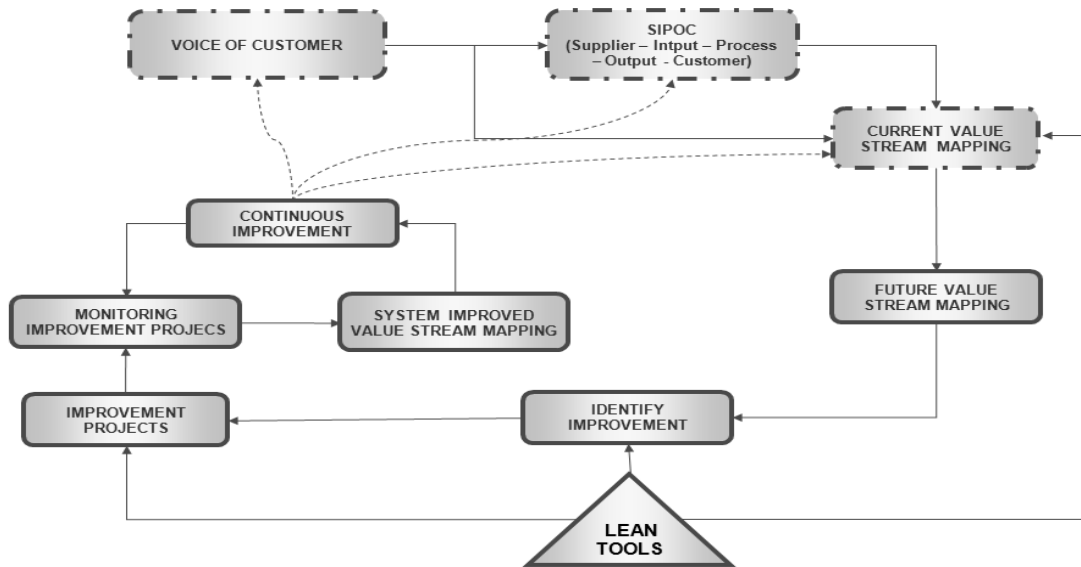 VOICE OF CUSTOMER
SIPOC
(Supplier – Intput – Process
– Output - Customer)
CURRENT VALUE
STREAM MAPPING
CONTINUOUS
IMPROVEMENT
FUTURE VALUE
STREAM MAPPING
MONITORING
IMPROVEMENT PROJECS
SYSTEM IMPROVED
VALUE STREAM MAPPING
IMPROVEMENT
PROJECTS
IDENTIFY
IMPROVEMENT
LEAN
TOOLS